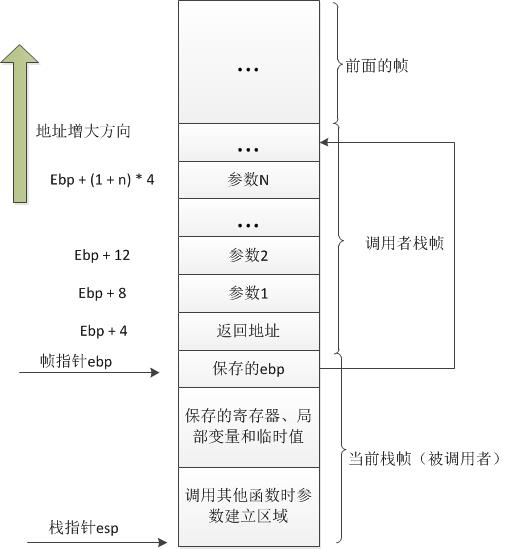 ...
前面的帧
地址增大方向
...
Ebp + (1 + n) * 4
参数N
...
调用者栈帧
Ebp + 12
参数2
Ebp + 8
参数1
Ebp + 4
返回地址
帧指针ebp
保存的ebp
保存的寄存器、局
部变量和临时值
当前栈帧（被调用者）
调用其他函数时参
数建立区域
栈指针esp